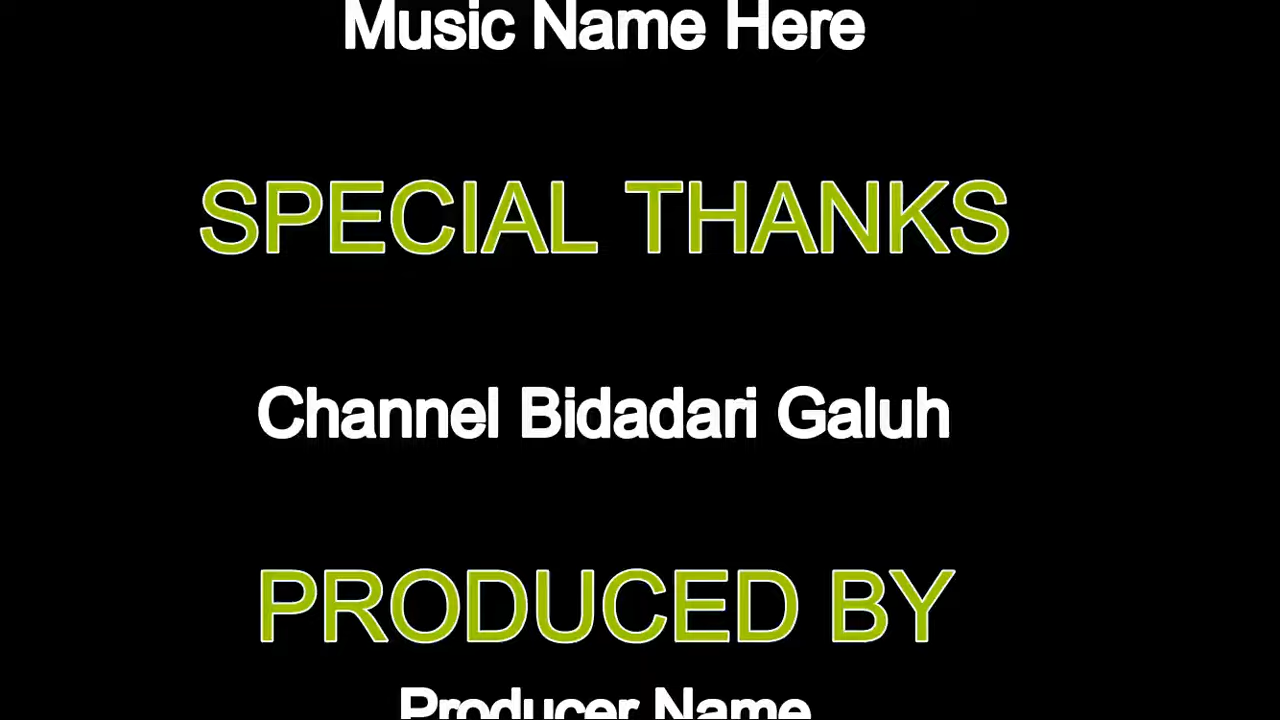 Music Name Here
SPECIAL THANKS
Channel Bidadari Galuh
PRODUCED BY
Producer Name